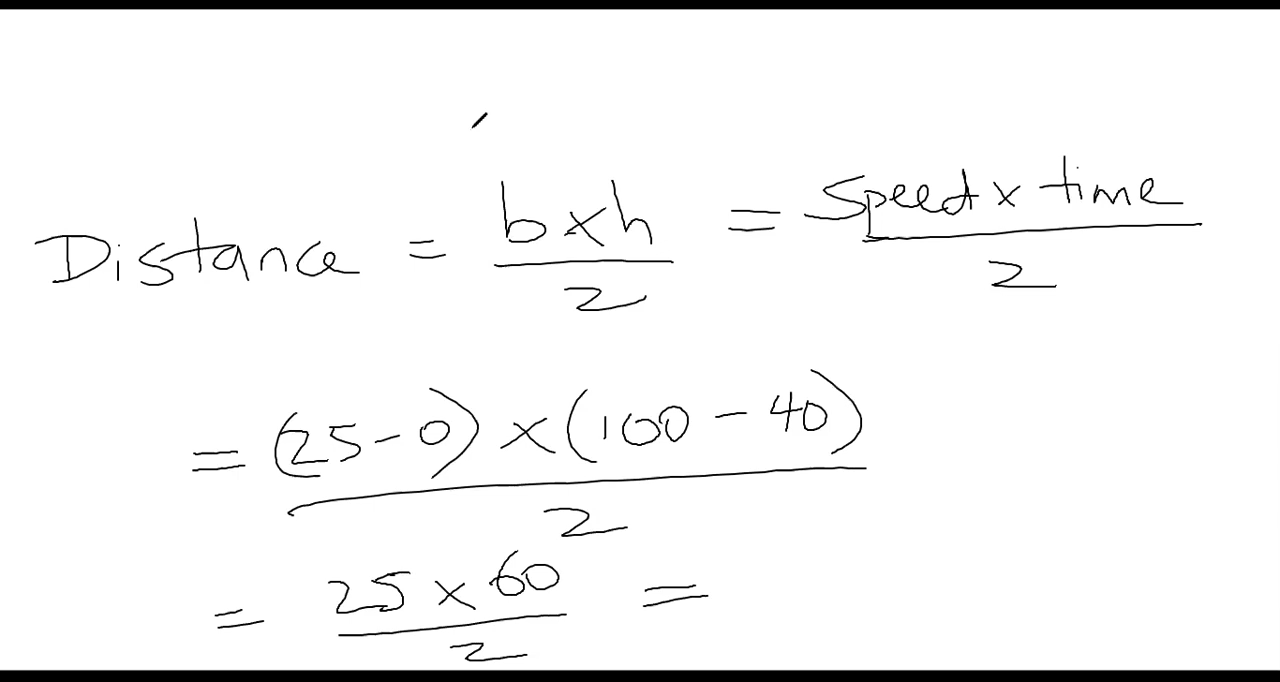 Distance = b×h/2 = Speed × time/2
= (25-0) × (100-40)/2
= 25 × 60/2 =